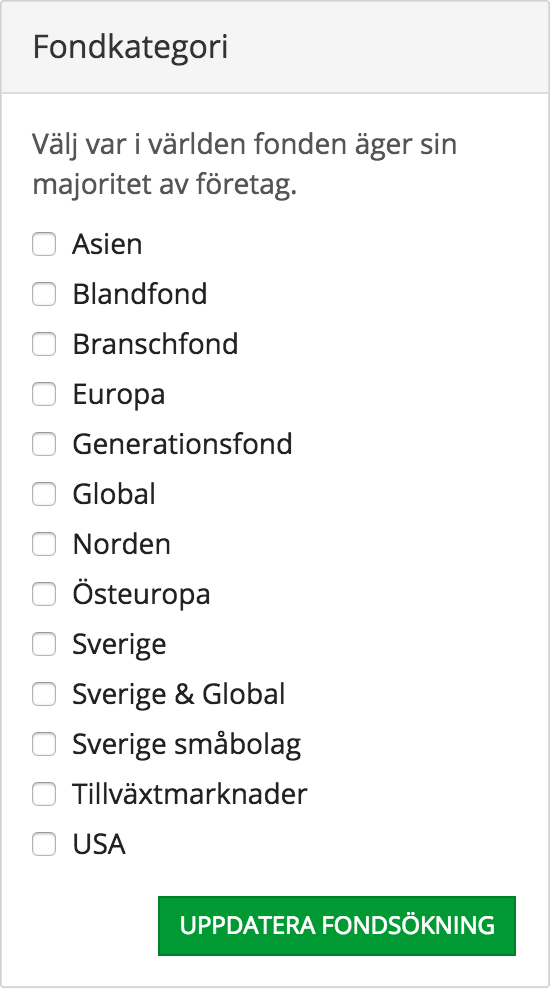 Fondkategori
Välj var i världen fonden äger sin
majoritet av företag.
Asien
Blandfond
Branschfond
Europa
Generationsfond
Global
Norden
Östeuropa
Sverige
Sverige & Global
Sverige småbolag
Tillväxtmarknader
USA
UPPDATERA FONDSÖKNING